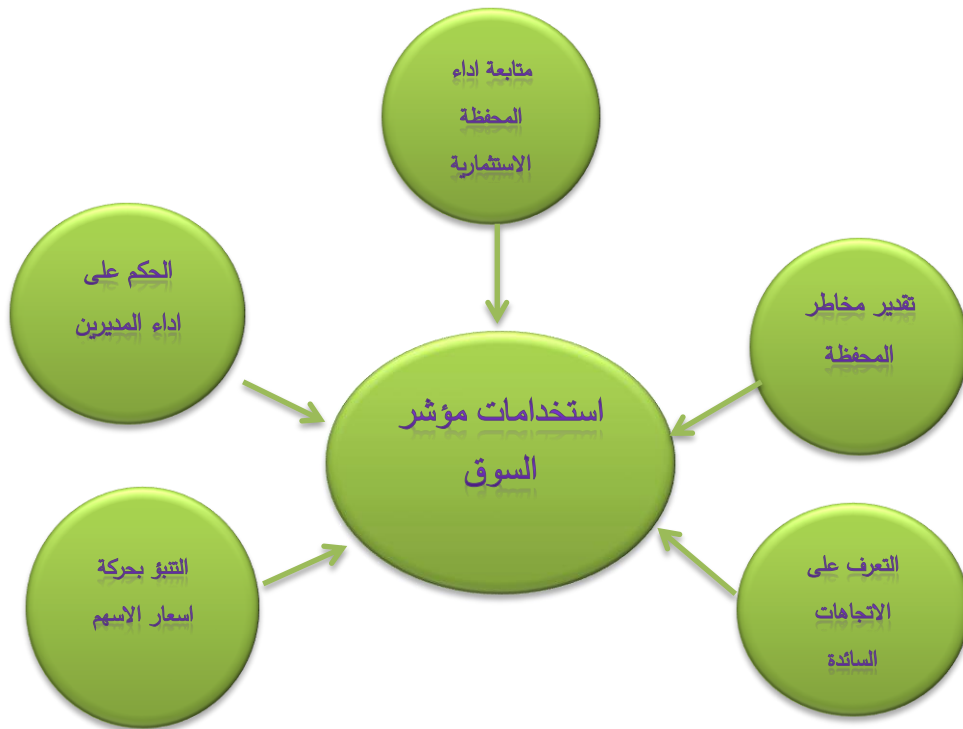 متابعة اداء
المحفظة
الاستثمارية
تقدير مخاطر
المحفظة
الحكم على
اداء المديرين
استخدامات مؤشر
السوق
التعرف على
الاتجاهات
السائدة
التنبؤ بحركة
اسعار الاسهم